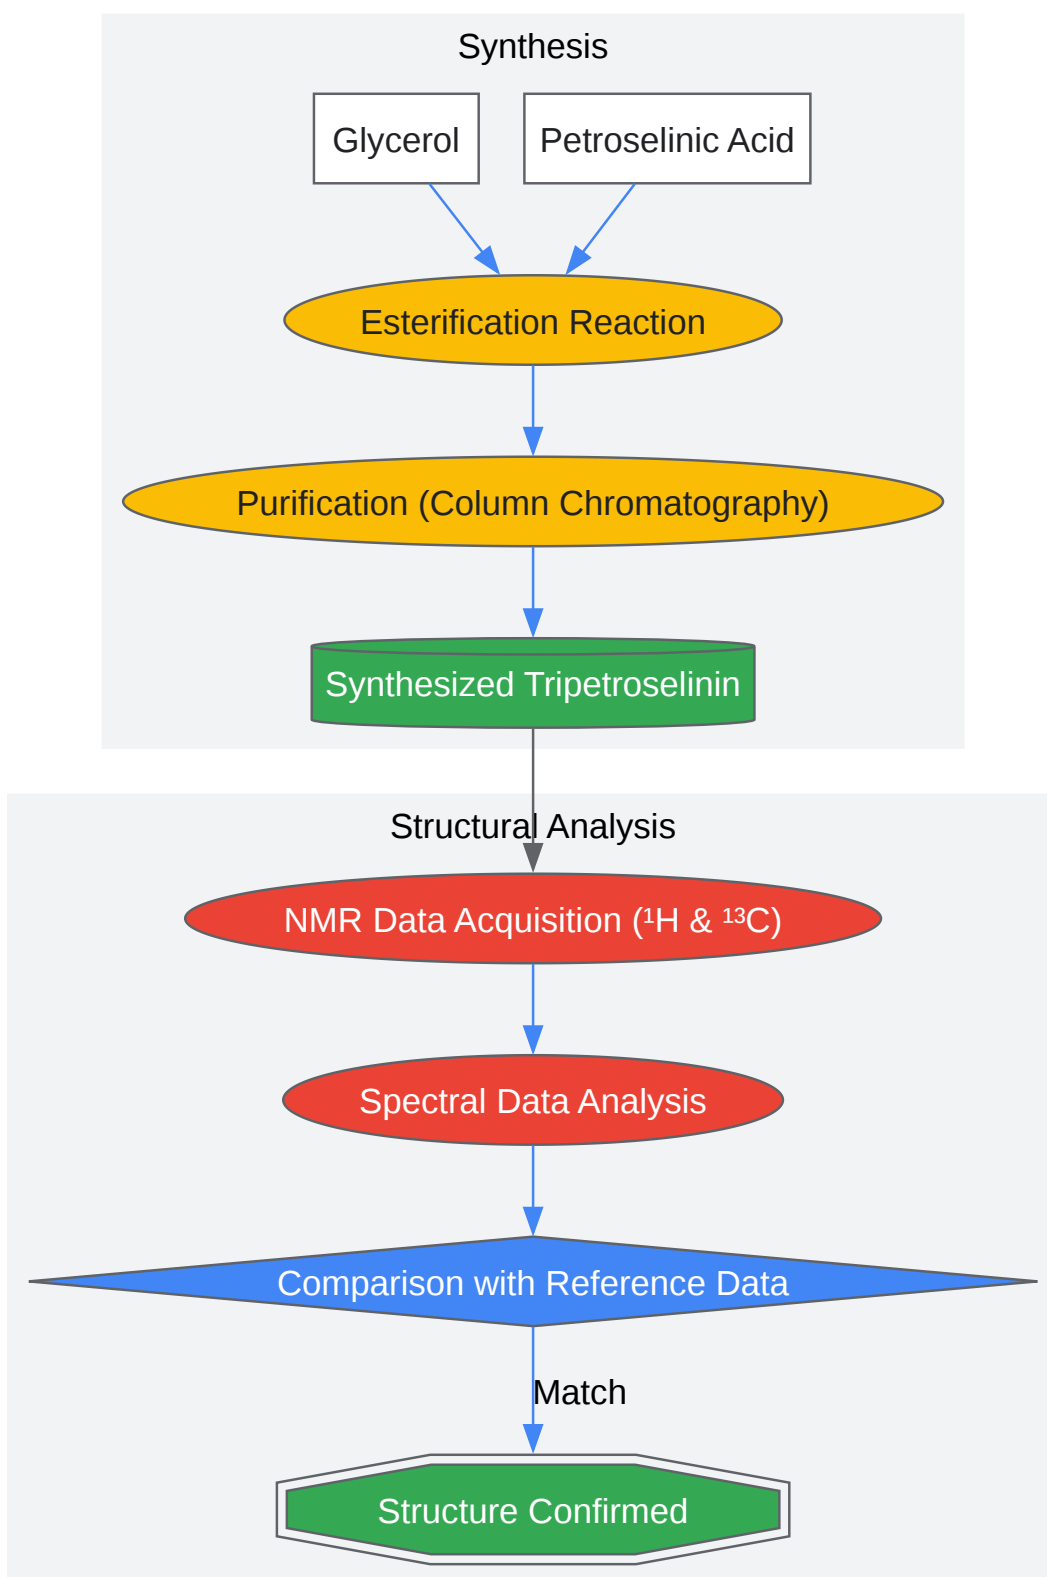 Synthesis
Glycerol
Petroselinic Acid
Esterification Reaction
Purification (Column Chromatography)
Synthesized Tripetroselinin
Structural Analysis
NMR Data Acquisition (¹H & ¹³C)
Spectral Data Analysis
Comparison with Reference Data
Match
Structure Confirmed